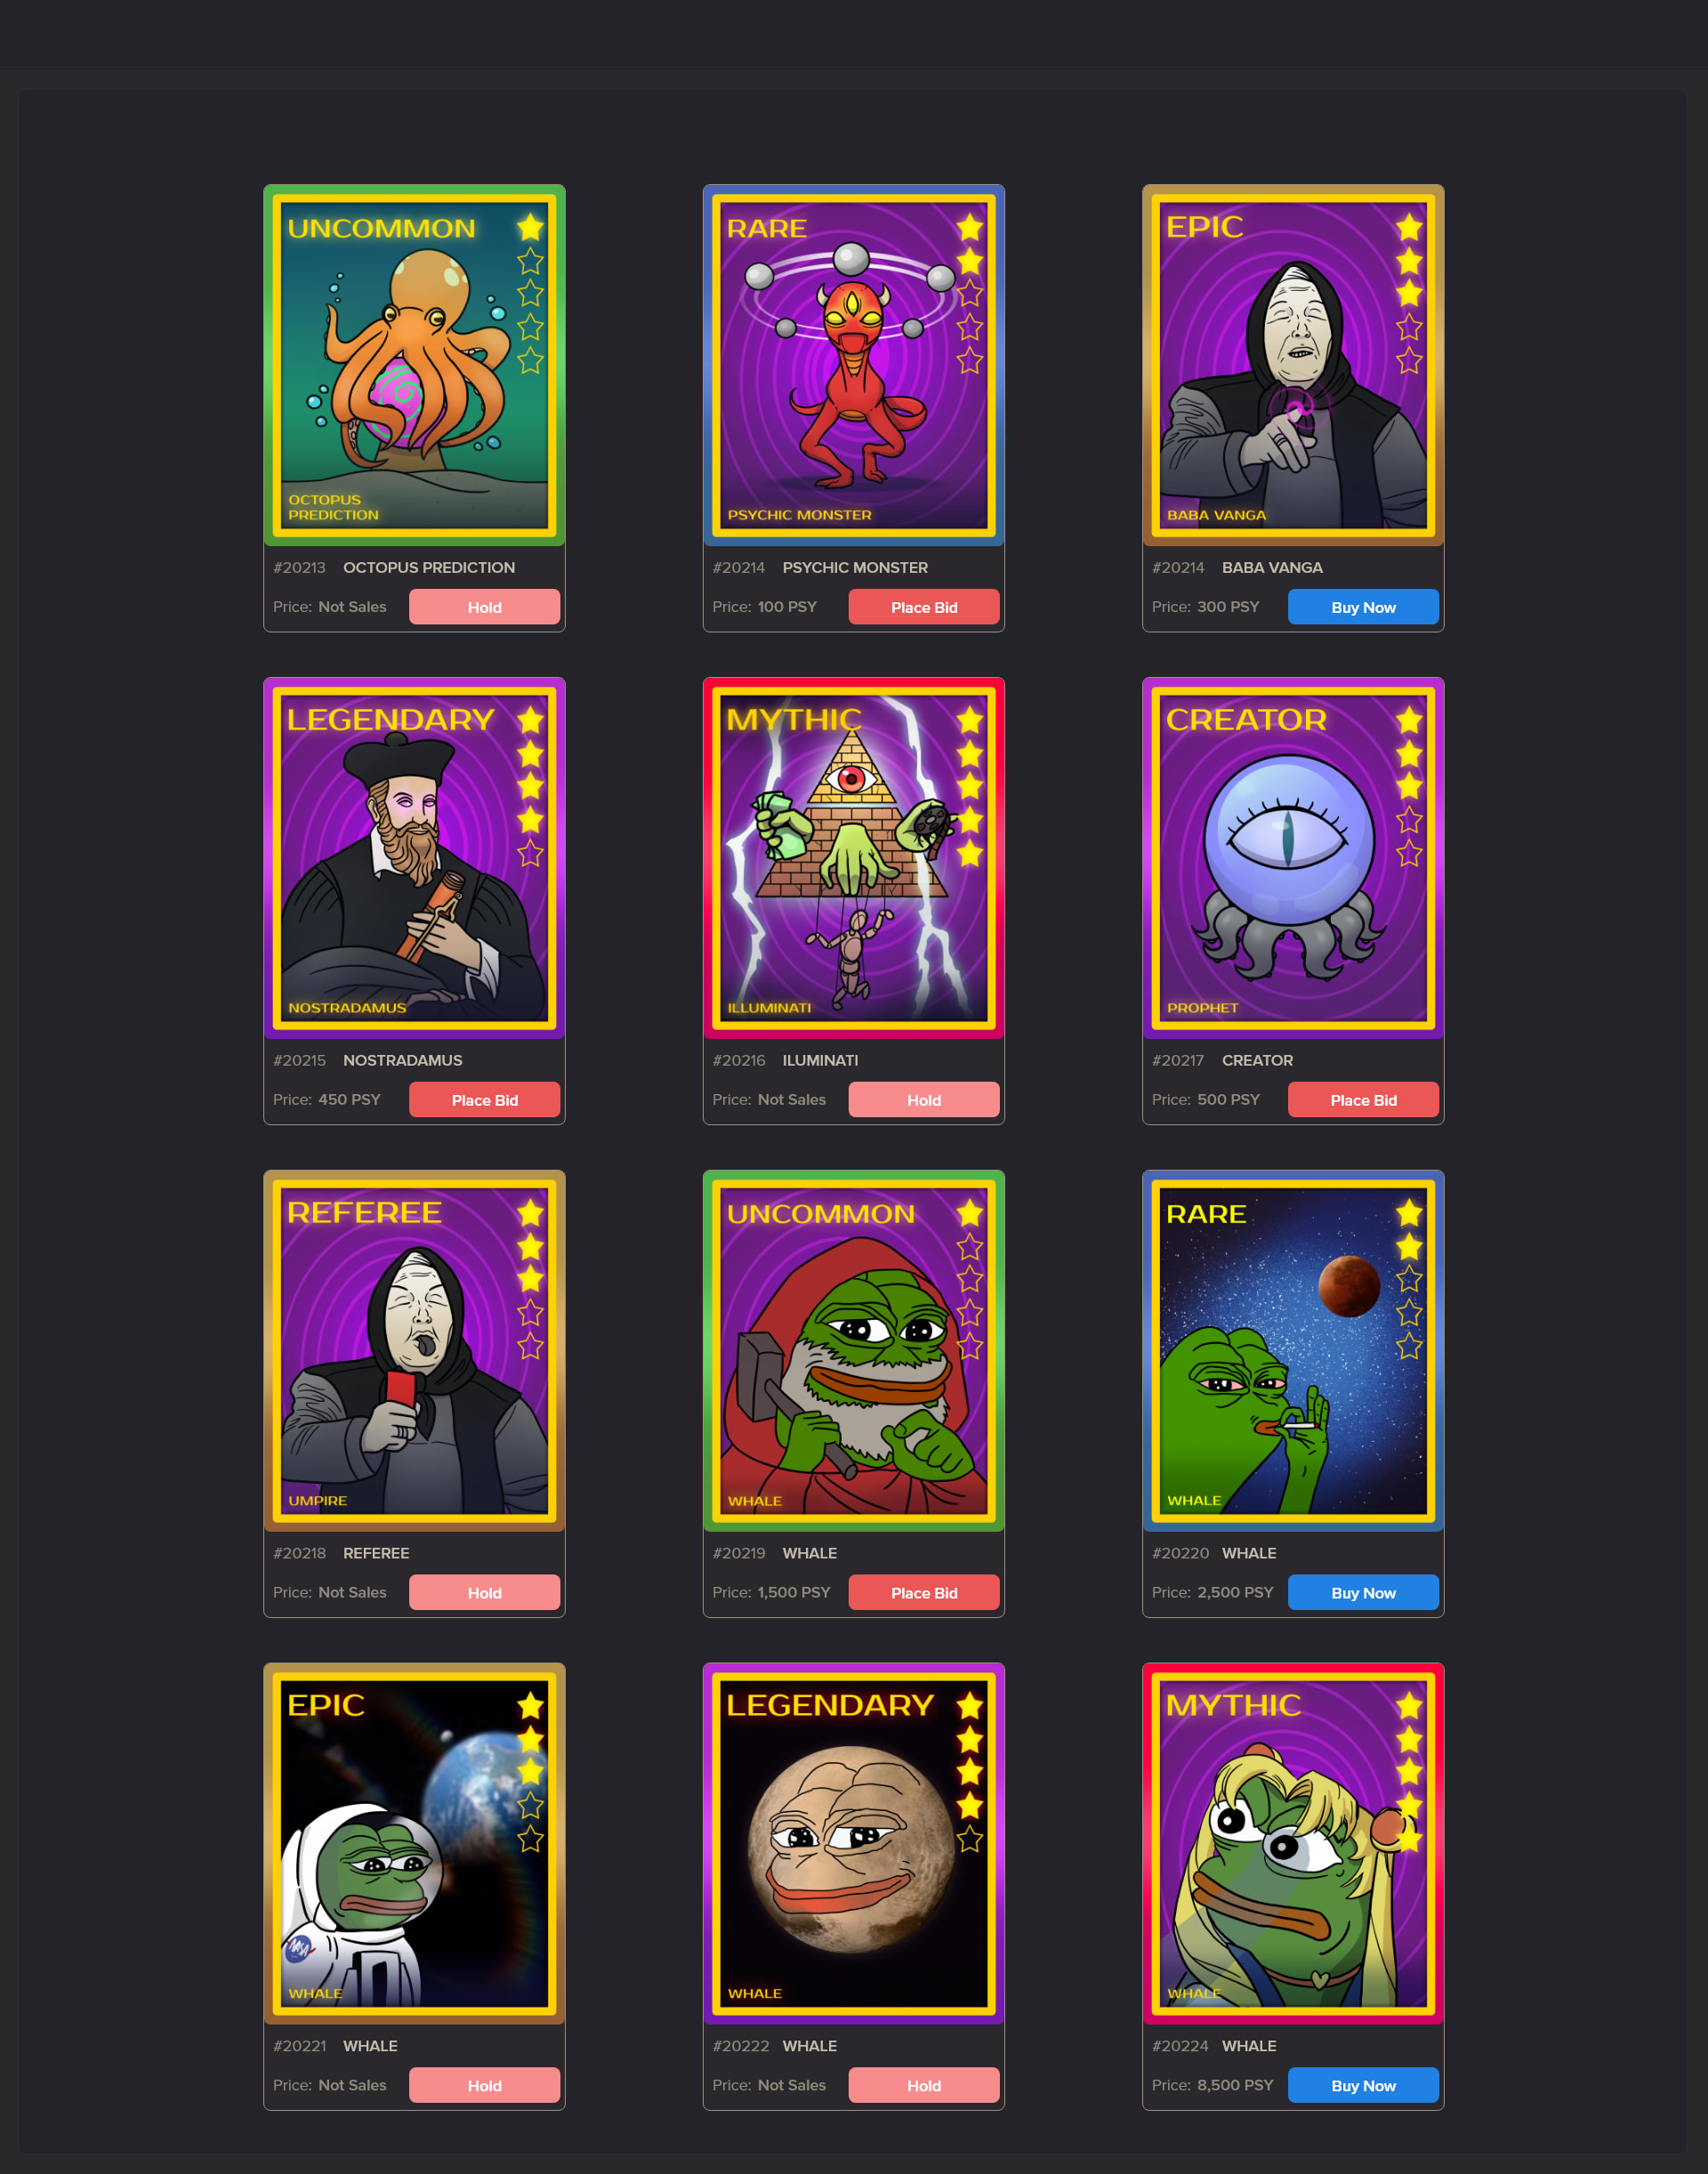 UNCOMMON
OCTOPUS
PREDICTION
#20213 OCTOPUS PREDICTION
Price: Not Sales Hold
RARE
PSYCHIC MONSTER
#20214 PSYCHIC MONSTER
Price: 100 PSY Place Bid
EPIC
BABA VANGA
#20214 BABA VANGA
Price: 300 PSY Buy Now
LEGENDARY
NOSTRADAMUS
#20215 NOSTRADAMUS
Price: 450 PSY Place Bid
MYTHIC
ILLUMINATI
#20216 ILUMINATI
Price: Not Sales Hold
CREATOR
PROPHET
#20217 CREATOR
Price: 500 PSY Place Bid
REFEREE
UMPIRE
#20218 REFEREE
Price: Not Sales Hold
UNCOMMON
WHALE
#20219 WHALE
Price: 1,500 PSY Place Bid
RARE
WHALE
#20220 WHALE
Price: 2,500 PSY Buy Now
EPIC
NASA
WHALE
#20221 WHALE
Price: Not Sales Hold
LEGENDARY
WHALE
#20222 WHALE
Price: Not Sales Hold
MYTHIC
WHALE
#20224 WHALE
Price: 8,500 PSY Buy Now